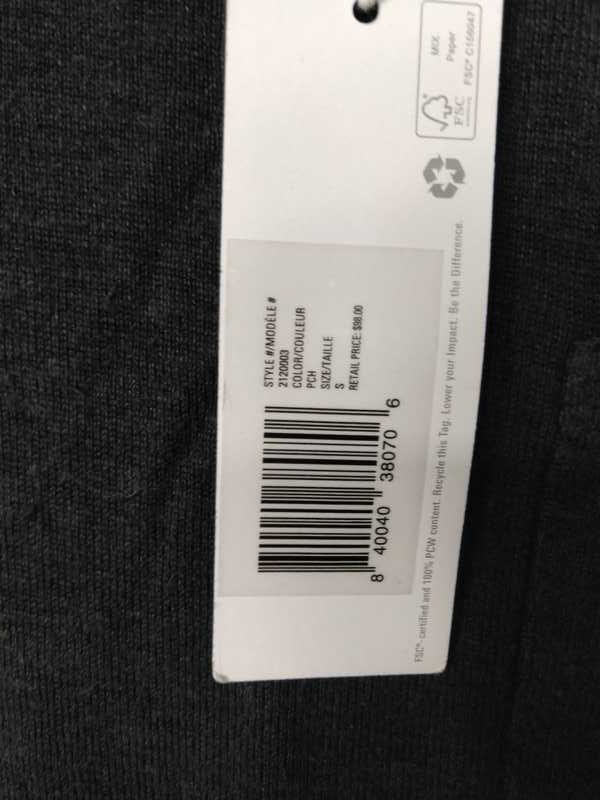 MIX
Paper
FSC® C156047
FSC
STYLE #/MODÈLE #
2120003
COLOR/COULEUR
PCH
SIZE/TAILLE
S
RETAIL PRICE: $98.00
8 40040 38070 6
FSC®- certified and 100% PCW content. Recycle this Tag. Lower your Impact. Be the Difference.